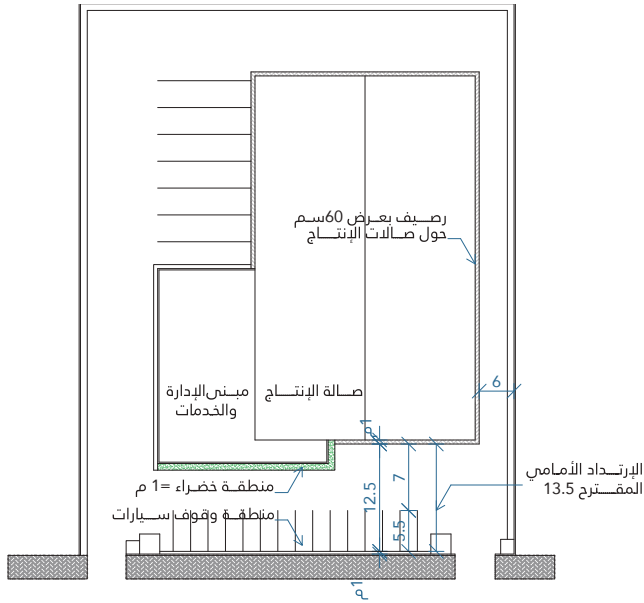 رصيف بعرض 60سم
حول صالات الإنتاج
مبنى الإدارة
والخدمات
صالة الإنتاج
6
1م
الإرتداد الأمامي
المقترح 13.5
7
12.5
5.5
منطقة خضراء =1 م
منطقة وقوف سيارات
1م